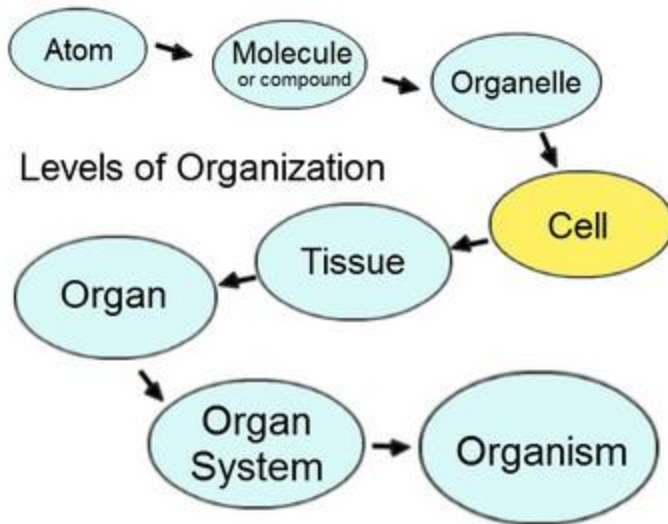 Atom
Molecule
or compound
Organelle
Levels of Organization
Cell
Tissue
Organ
Organ
System
Organism